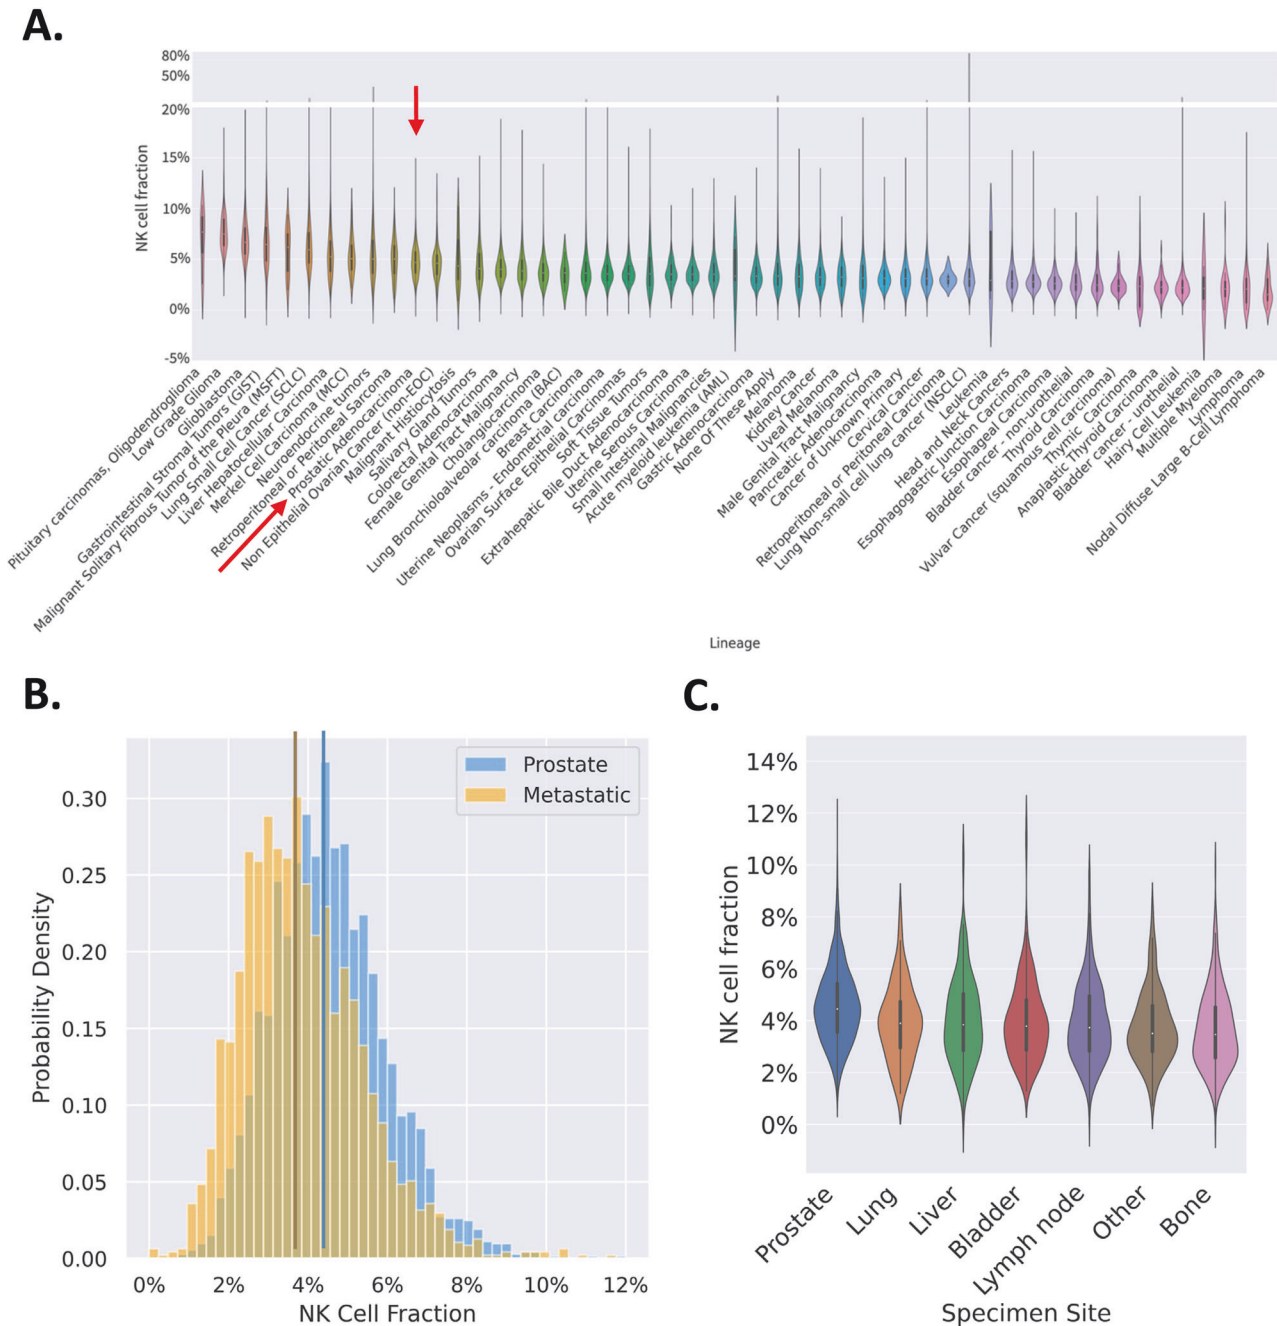 A.
80%
50%
20%
15%
10%
5%
0%
-5%
NK cell fraction
Pituitary carcinomas, Oligodendroglioma
Low Grade Glioma
Glioblastoma
Gastrointestinal Stromal Tumors (GIST)
Malignant Solitary Fibrous Tumor of the Pleura (MSFT)
Lung Small Cell Cancer (SCLC)
Liver Hepatocellular Carcinoma
Merkel Cell Carcinoma (MCC)
Neuroendocrine tumors
Retroperitoneal or Peritoneal Sarcoma
Prostatic Adenocarcinoma
Non Epithelial Ovarian Cancer (non-EOC)
Malignant Histiocytosis
Salivary Gland Tumors
Colorectal Adenocarcinoma
Female Genital Tract Malignancy
Cholangiocarcinoma
Lung Bronchioloalveolar carcinoma (BAC)
Breast Carcinoma
Uterine Neoplasms - Endometrial carcinoma
Ovarian Surface Epithelial Carcinomas
Soft Tissue Tumors
Extrahepatic Bile Duct Adenocarcinoma
Uterine Serous Carcinoma
Small Intestinal Malignancies
Acute myeloid leukemia (AML)
Gastric Adenocarcinoma
None Of These Apply
Melanoma
Kidney Cancer
Uveal Melanoma
Male Genital Tract Malignancy
Pancreatic Adenocarcinoma
Cancer of Unknown Primary
Cervical Cancer
Retroperitoneal or Peritoneal Carcinoma
Lung Non-small cell lung cancer (NSCLC)
Leukemia
Head and Neck Cancers
Esophagogastric Junction Carcinoma
Esophageal Carcinoma
Bladder cancer - non-urothelial
Thyroid Carcinoma
Vulvar Cancer (squamous cell carcinoma)
Thymic Carcinoma
Anaplastic Thyroid Carcinoma
Bladder cancer - urothelial
Hairy Cell Leukemia
Multiple Myeloma
Lymphoma
Nodal Diffuse Large B-Cell Lymphoma
Lineage
B.
Prostate
Metastatic
0.30
0.25
0.20
0.15
0.10
0.05
0.00
Probability Density
0% 2% 4% 6% 8% 10% 12%
NK Cell Fraction
C.
14%
12%
10%
8%
6%
4%
2%
0%
NK cell fraction
Prostate
Lung
Liver
Bladder
Lymph node
Other
Bone
Specimen Site